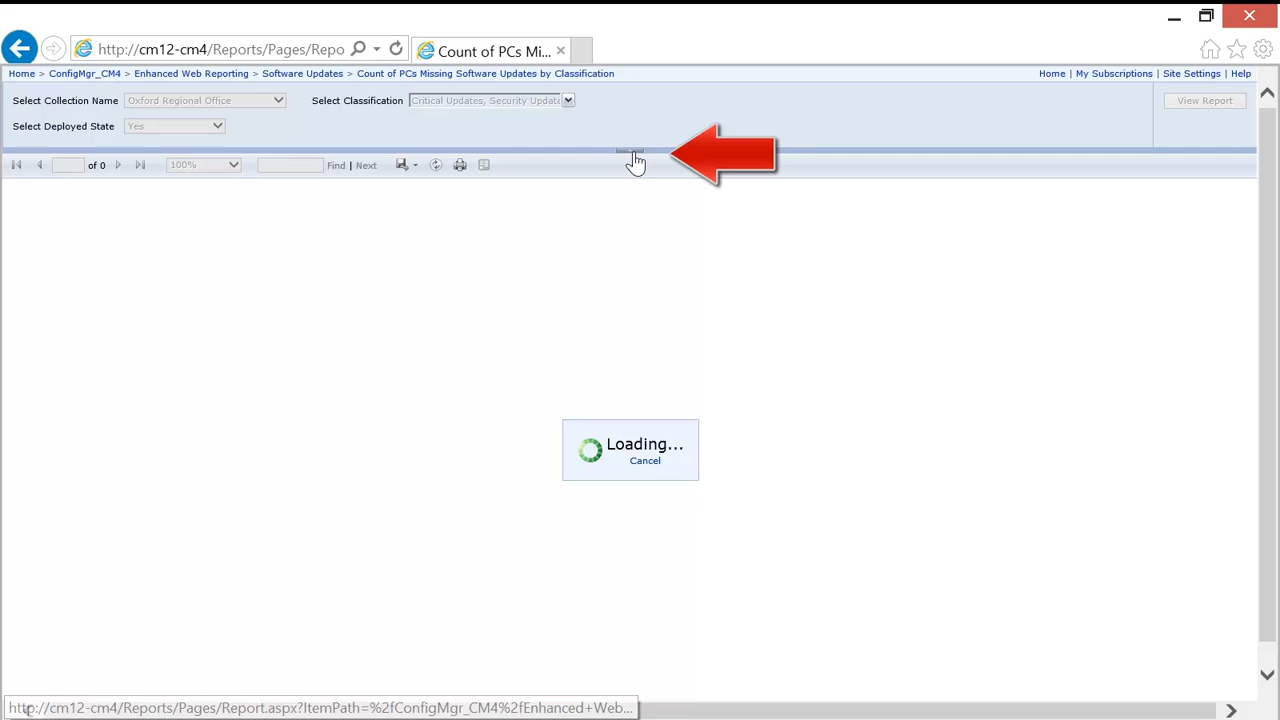 http://cm12-cm4/Reports/Pages/Repo
Count of PCs Mi...
Home > ConfigMgr_CM4 > Enhanced Web Reporting > Software Updates > Count of PCs Missing Software Updates by Classification
Home | My Subscriptions | Site Settings | Help
Select Collection Name Oxford Regional Office Select Classification Critical Updates, Security Update View Report
Select Deployed State Yes
of 0 100% Find | Next
Loading...
Cancel
http://cm12-cm4/Reports/Pages/Report.aspx?ItemPath=%2fConfigMgr_CM4%2fEnhanced+Web...